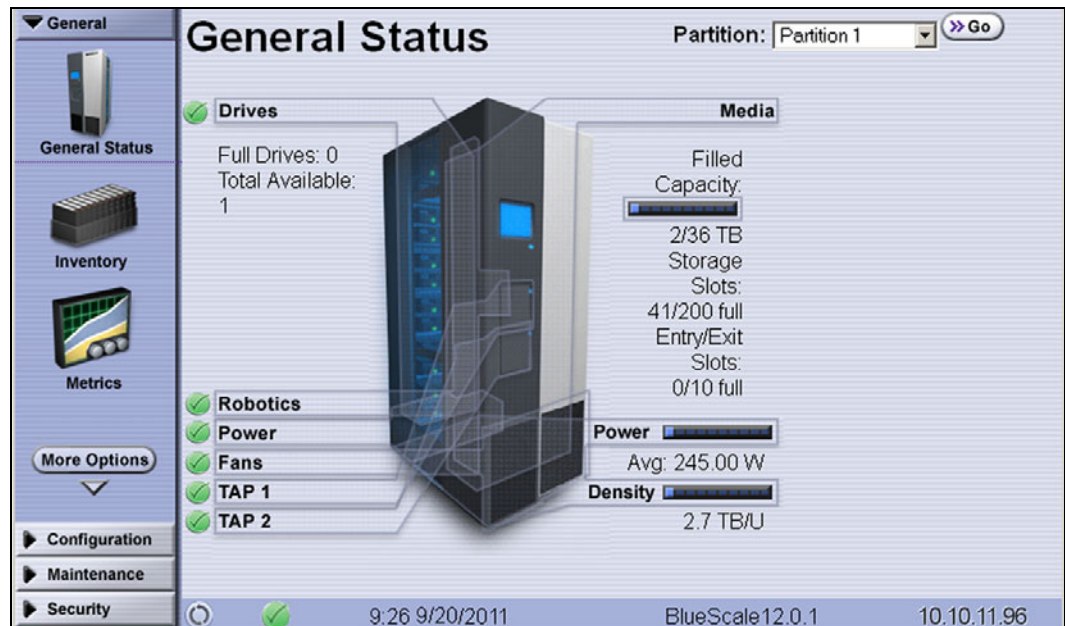 General
General Status
Partition: Partition 1 Go
General Status
Inventory
Metrics
More Options
Configuration
Maintenance
Security
Drives
Full Drives: 0
Total Available:
1
Media
Filled
Capacity:
2/36 TB
Storage
Slots:
41/200 full
Entry/Exit
Slots:
0/10 full
Robotics
Power
Fans
TAP 1
TAP 2
Power
Avg: 245.00 W
Density
2.7 TB/U
9:26 9/20/2011 BlueScale12.0.1 10.10.11.96